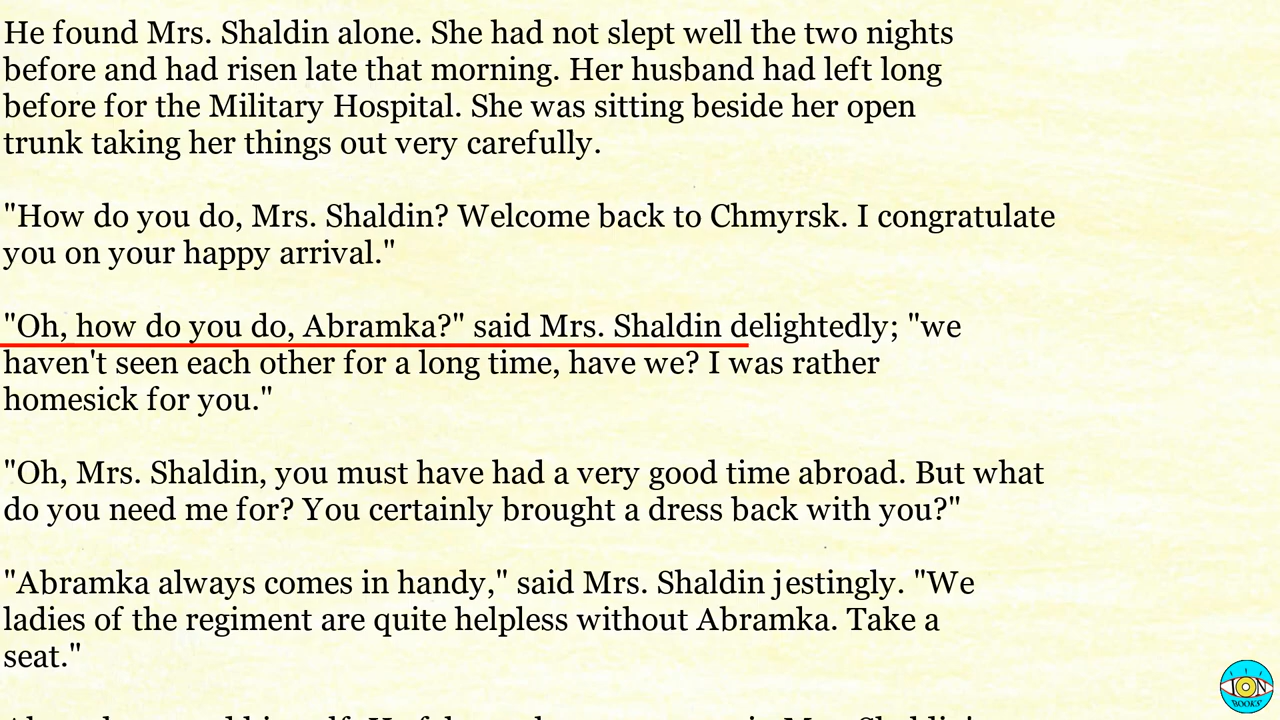 He found Mrs. Shaldin alone. She had not slept well the two nights
before and had risen late that morning. Her husband had left long
before for the Military Hospital. She was sitting beside her open
trunk taking her things out very carefully.
"How do you do, Mrs. Shaldin? Welcome back to Chmyrsk. I congratulate
you on your happy arrival."
"Oh, how do you do, Abramka?" said Mrs. Shaldin delightedly; "we
haven't seen each other for a long time, have we? I was rather
homesick for you."
"Oh, Mrs. Shaldin, you must have had a very good time abroad. But what
do you need me for? You certainly brought a dress back with you?"
"Abramka always comes in handy," said Mrs. Shaldin jestingly. "We
ladies of the regiment are quite helpless without Abramka. Take a
seat."
ION
BOOKS